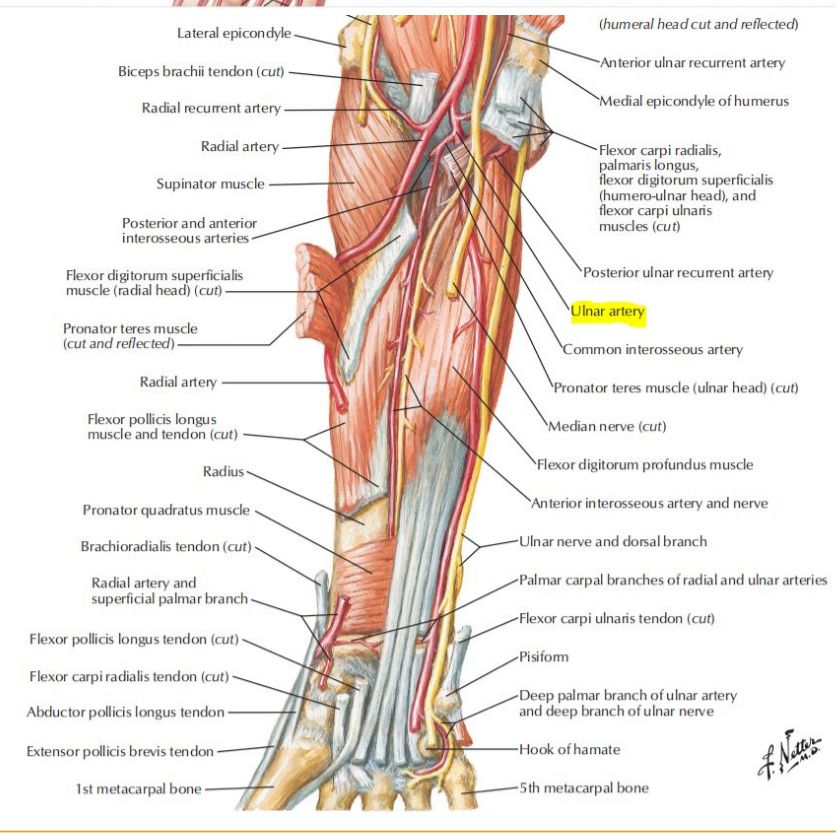 Lateral epicondyle
Biceps brachii tendon (cut)
Radial recurrent artery
Radial artery
Supinator muscle
Posterior and anterior
interosseous arteries
Flexor digitorum superficialis
muscle (radial head) (cut)
Pronator teres muscle
(cut and reflected)
Radial artery
Flexor pollicis longus
muscle and tendon (cut)
Radius
Pronator quadratus muscle
Brachioradialis tendon (cut)
Radial artery and
superficial palmar branch
Flexor pollicis longus tendon (cut)
Flexor carpi radialis tendon (cut)
Abductor pollicis longus tendon
Extensor pollicis brevis tendon
1st metacarpal bone
(humeral head cut and reflected)
Anterior ulnar recurrent artery
Medial epicondyle of humerus
Flexor carpi radialis,
palmaris longus,
flexor digitorum superficialis
(humero-ulnar head), and
flexor carpi ulnaris
muscles (cut)
Posterior ulnar recurrent artery
Ulnar artery
Common interosseous artery
Pronator teres muscle (ulnar head) (cut)
Median nerve (cut)
Flexor digitorum profundus muscle
Anterior interosseous artery and nerve
Ulnar nerve and dorsal branch
Palmar carpal branches of radial and ulnar arteries
Flexor carpi ulnaris tendon (cut)
Pisiform
Deep palmar branch of ulnar artery
and deep branch of ulnar nerve
Hook of hamate
5th metacarpal bone
F. Netter
M.D.